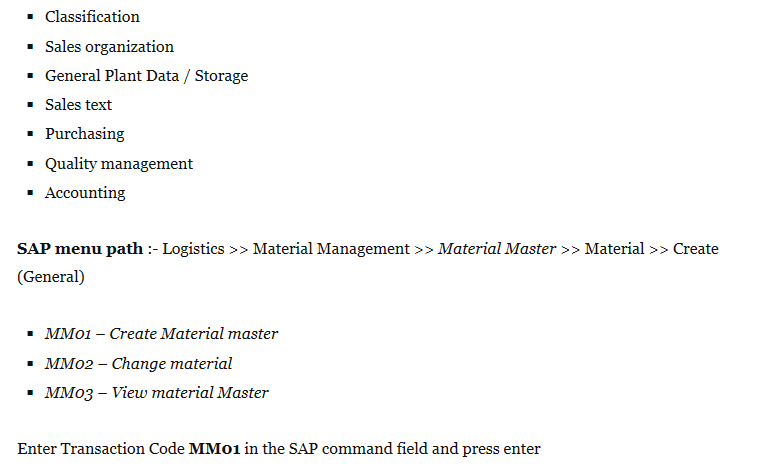 Classification
Sales organization
General Plant Data / Storage
Sales text
Purchasing
Quality management
Accounting
SAP menu path :- Logistics >> Material Management >> Material Master >> Material >> Create
(General)
MM01 – Create Material master
MM02 – Change material
MM03 – View material Master
Enter Transaction Code MM01 in the SAP command field and press enter